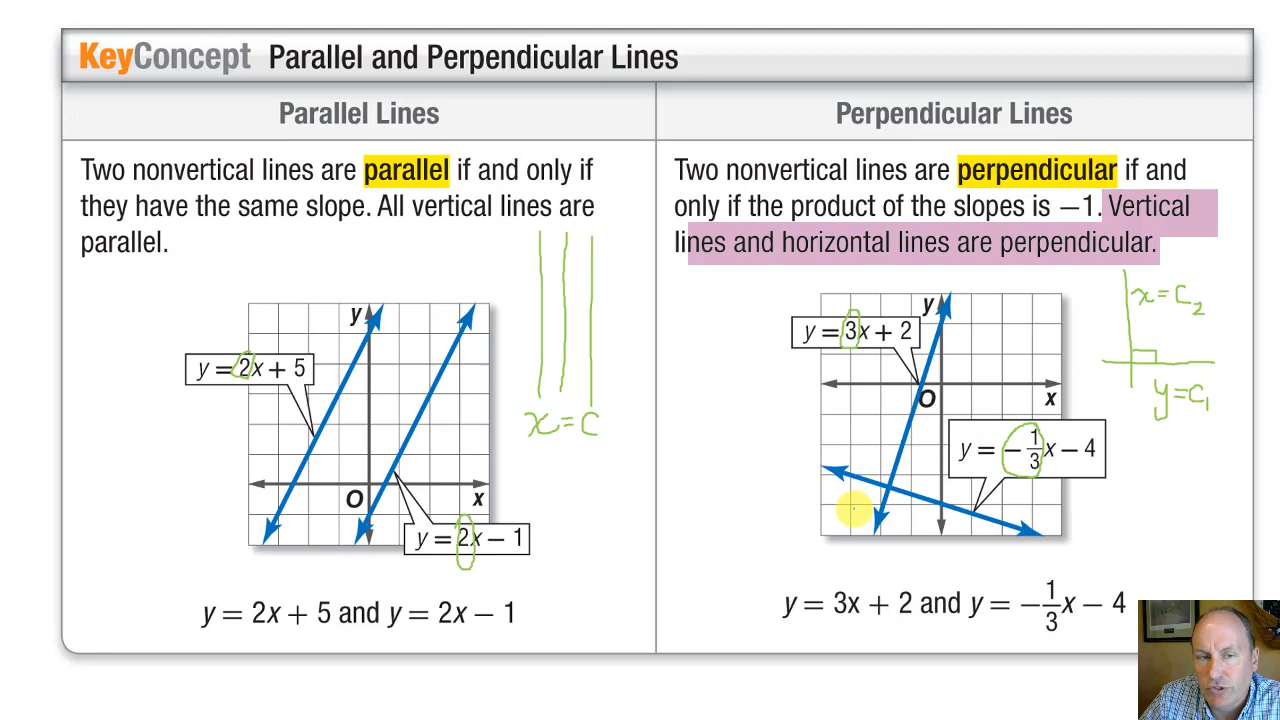 KeyConcept Parallel and Perpendicular Lines
Parallel Lines
Two nonvertical lines are parallel if and only if
they have the same slope. All vertical lines are
parallel.
y
y = 2x + 5
O
x
y = 2x − 1
x = C
y = 2x + 5 and y = 2x − 1
Perpendicular Lines
Two nonvertical lines are perpendicular if and
only if the product of the slopes is −1. Vertical
lines and horizontal lines are perpendicular.
y
y = 3x + 2
O
x
y = −1/3x − 4
x = C₂
y = C₁
y = 3x + 2 and y = −1/3x − 4